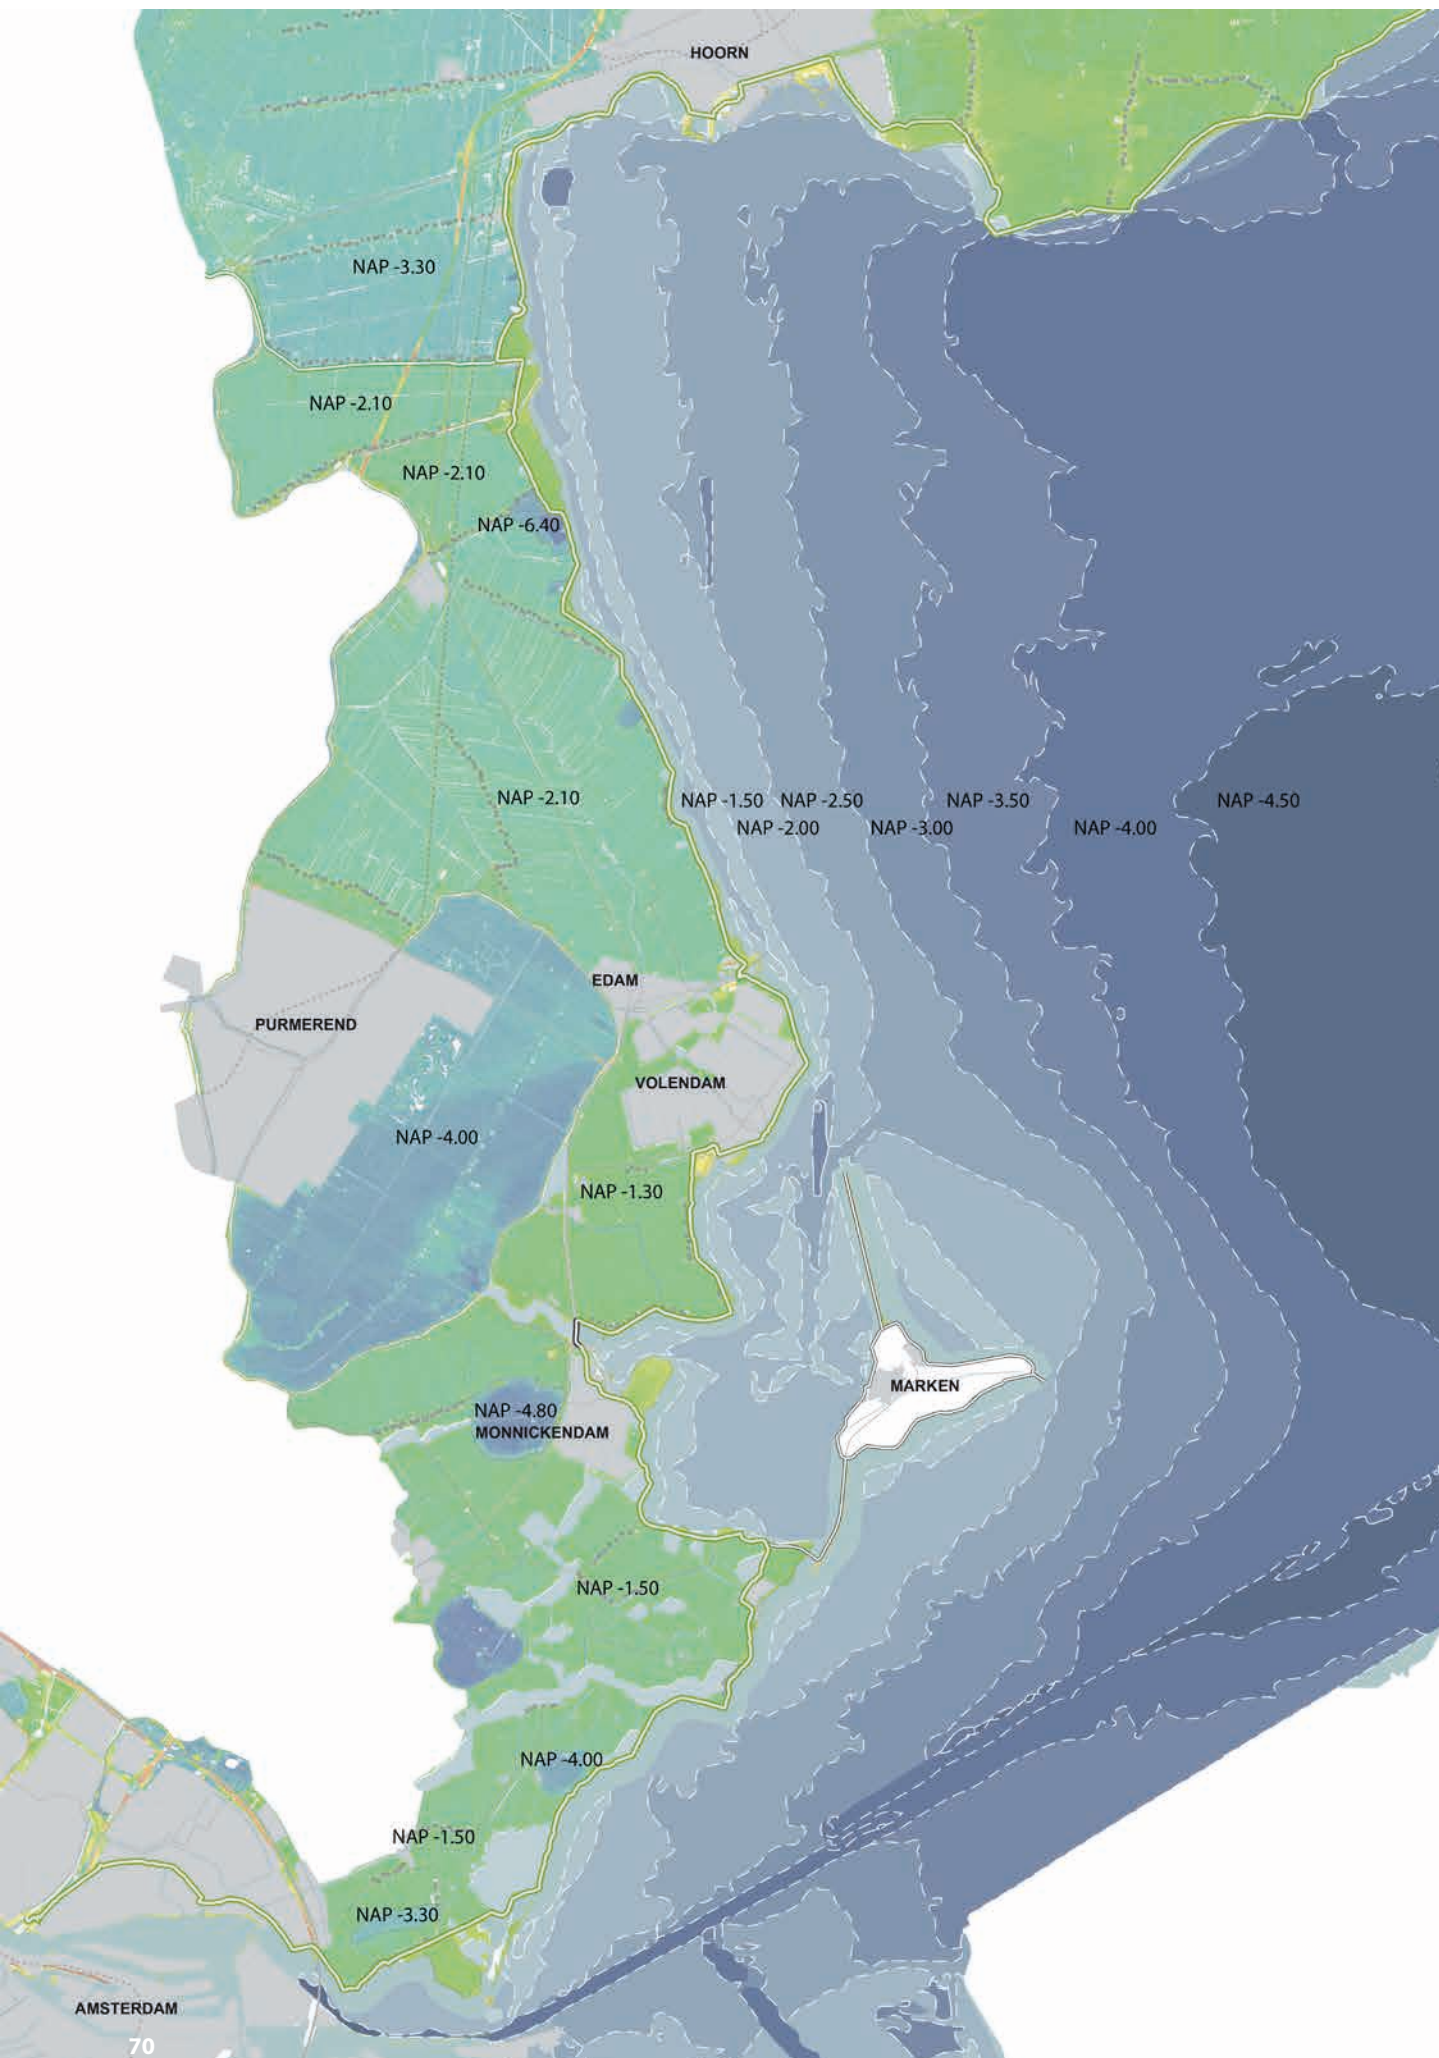 HOORN
NAP -3.30
NAP -2.10
NAP -2.10
NAP -6.40
NAP -2.10
NAP -1.50 NAP -2.50 NAP -3.50 NAP -4.50
NAP -2.00 NAP -3.00 NAP -4.00
EDAM
PURMEREND
VOLENDAM
NAP -4.00
NAP -1.30
MARKEN
NAP -4.80
MONNICKENDAM
NAP -1.50
NAP -4.00
NAP -1.50
NAP -3.30
AMSTERDAM
70